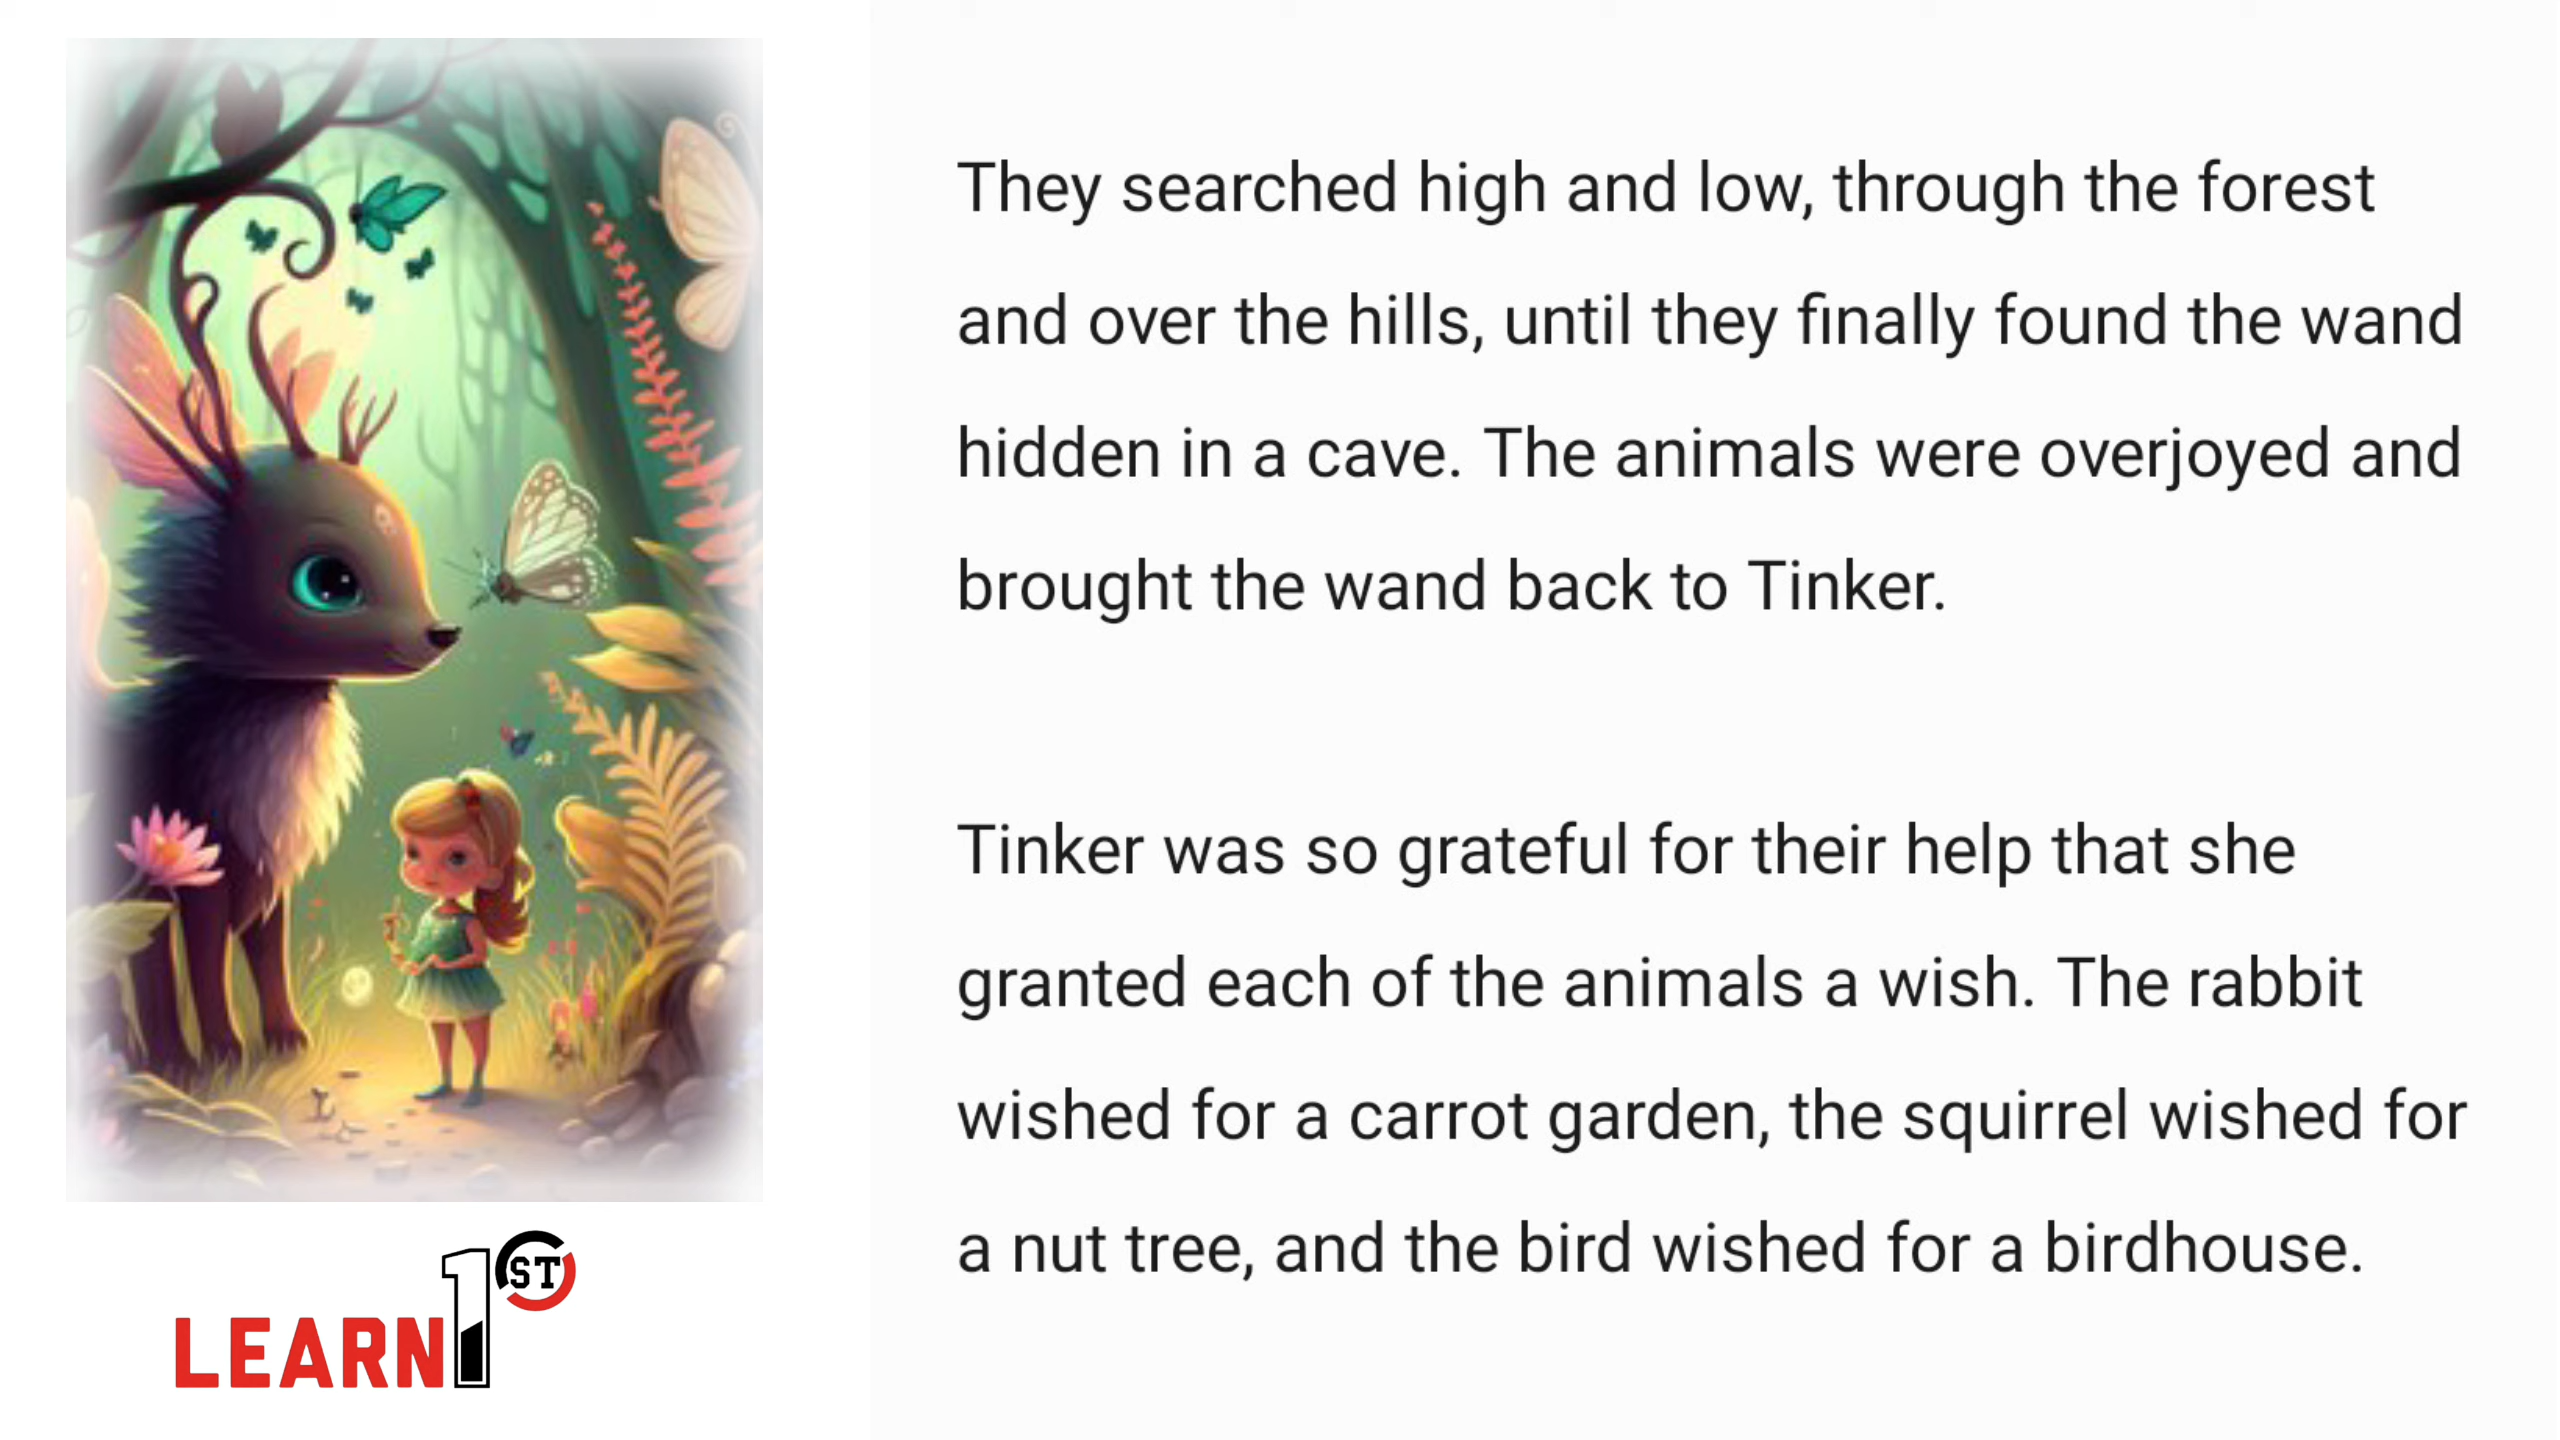 They searched high and low, through the forest
and over the hills, until they finally found the wand
hidden in a cave. The animals were overjoyed and
brought the wand back to Tinker.
Tinker was so grateful for their help that she
granted each of the animals a wish. The rabbit
wished for a carrot garden, the squirrel wished for
a nut tree, and the bird wished for a birdhouse.
LEARN 1ST